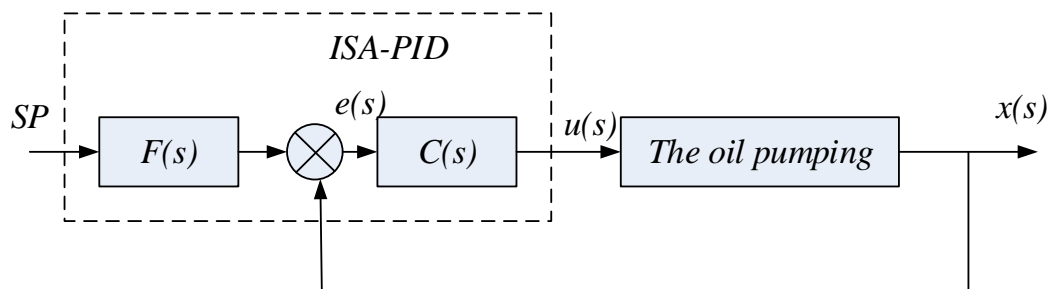 ISA-PID
SP
F(s)
e(s)
C(s)
u(s)
The oil pumping
x(s)